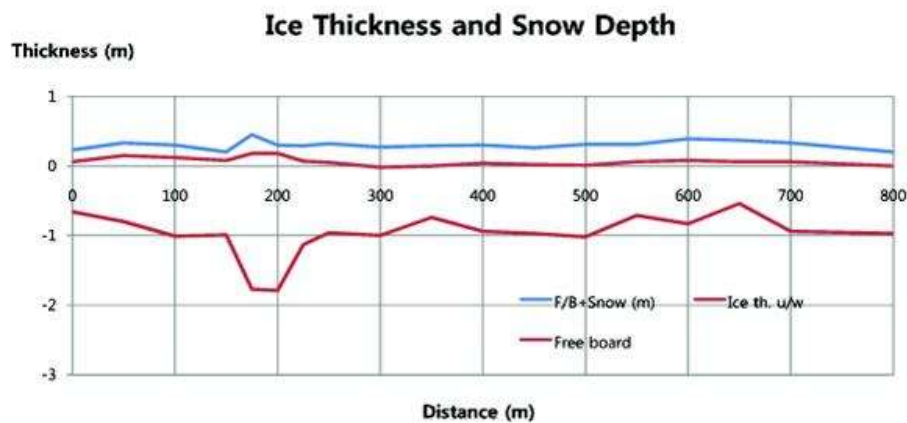 Ice Thickness and Snow Depth
Thickness (m)
1
0
0 100 200 300 400 500 600 700 800
-1
-2
F/B+Snow (m) Ice th. u/w
Free board
-3
Distance (m)